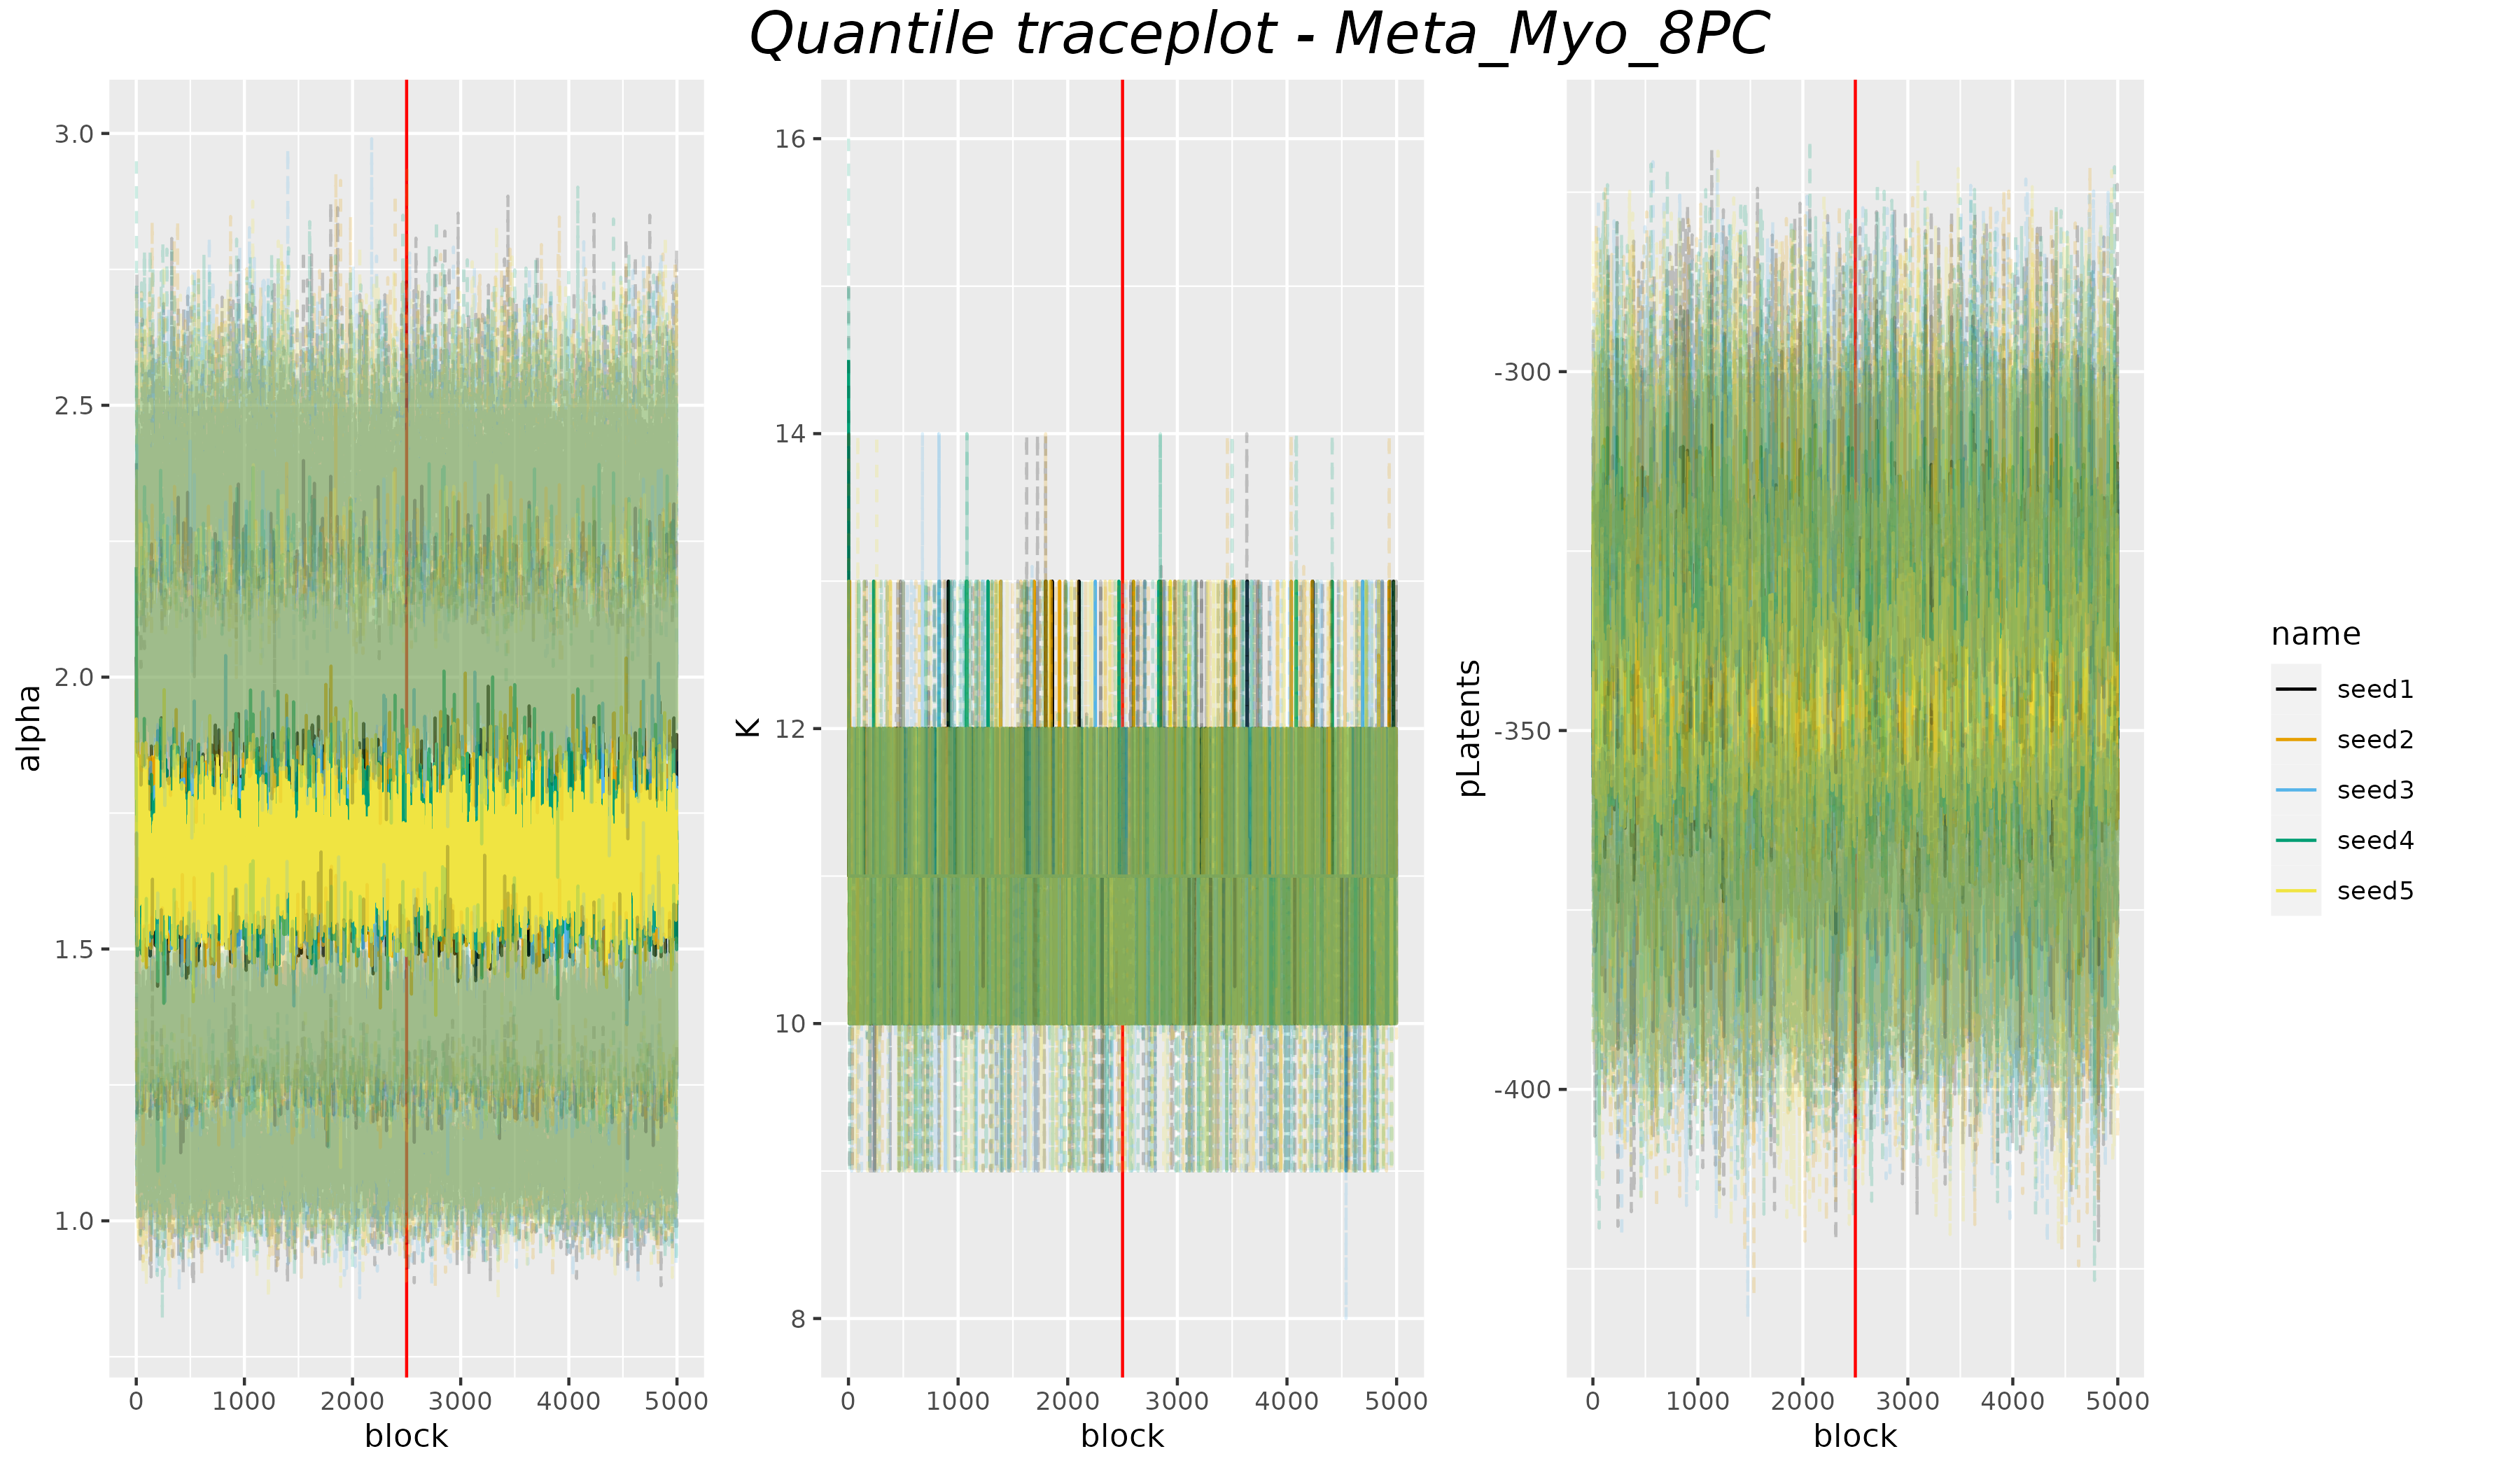 Quantile traceplot - Meta_Myo_8PC
alpha
3.0
2.5
2.0
1.5
1.0
0 1000 2000 3000 4000 5000
block
K
16
14
12
10
8
0 1000 2000 3000 4000 5000
block
pLatents
-300
-350
-400
0 1000 2000 3000 4000 5000
block
name
seed1
seed2
seed3
seed4
seed5